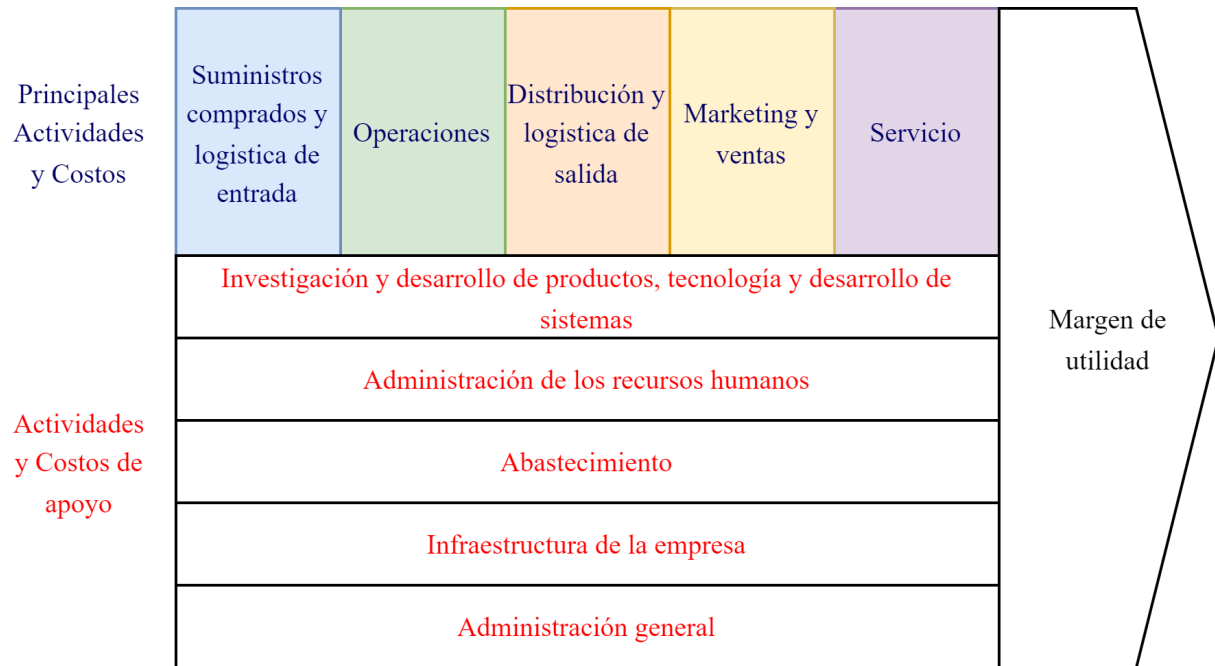 Principales
Actividades
y Costos
Suministros
comprados y
logistica de
entrada
Operaciones
Distribución y
logistica de
salida
Marketing y
ventas
Servicio
Investigación y desarrollo de productos, tecnología y desarrollo de
sistemas
Administración de los recursos humanos
Actividades
y Costos de
apoyo
Abastecimiento
Infraestructura de la empresa
Administración general
Margen de
utilidad